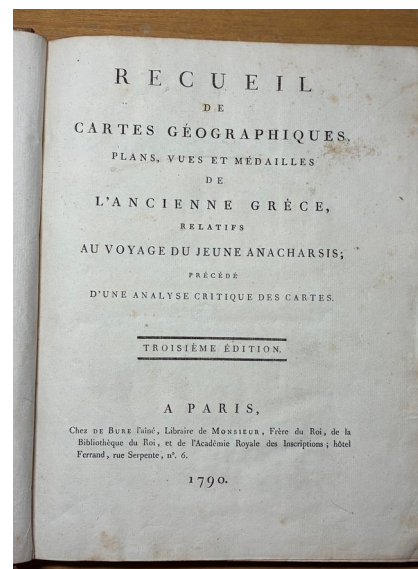 RECUEIL
DE
CARTES GÉOGRAPHIQUES,
PLANS, VUES ET MÉDAILLES
DE
L'ANCIENNE GRÈCE,
RELATIFS
AU VOYAGE DU JEUNE ANACHARSIS;
PRÉCÉDÉ
D'UNE ANALYSE CRITIQUE DES CARTES.
TROISIÈME ÉDITION.
A PARIS,
Chez DE BURE l'aîné, Libraire de MONSIEUR, Frère du Roi, de la
Bibliothèque du Roi, et de l'Académie Royale des Inscriptions; hôtel
Ferrand, rue Serpente, nº. 6.
1790.